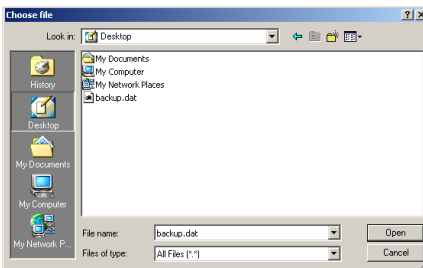 Choose file
Look in:
Desktop
History
Desktop
My Documents
My Computer
My Network P...
My Documents
My Computer
My Network Places
backup.dat
File name:
backup.dat
Open
Files of type:
All Files (*.*)
Cancel